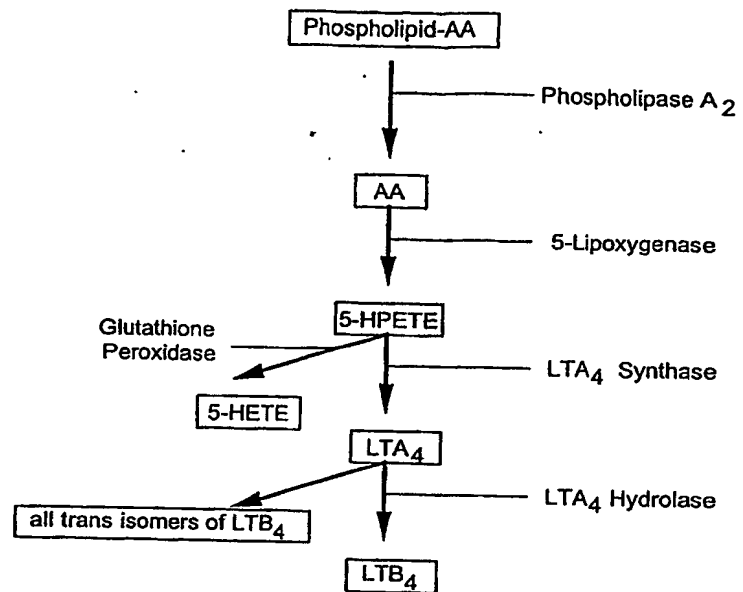 Phospholipid-AA
Phospholipase A2
AA
5-Lipoxygenase
5-HPETE
Glutathione
Peroxidase
LTA4 Synthase
5-HETE
LTA4
LTA4 Hydrolase
all trans isomers of LTB4
LTB4